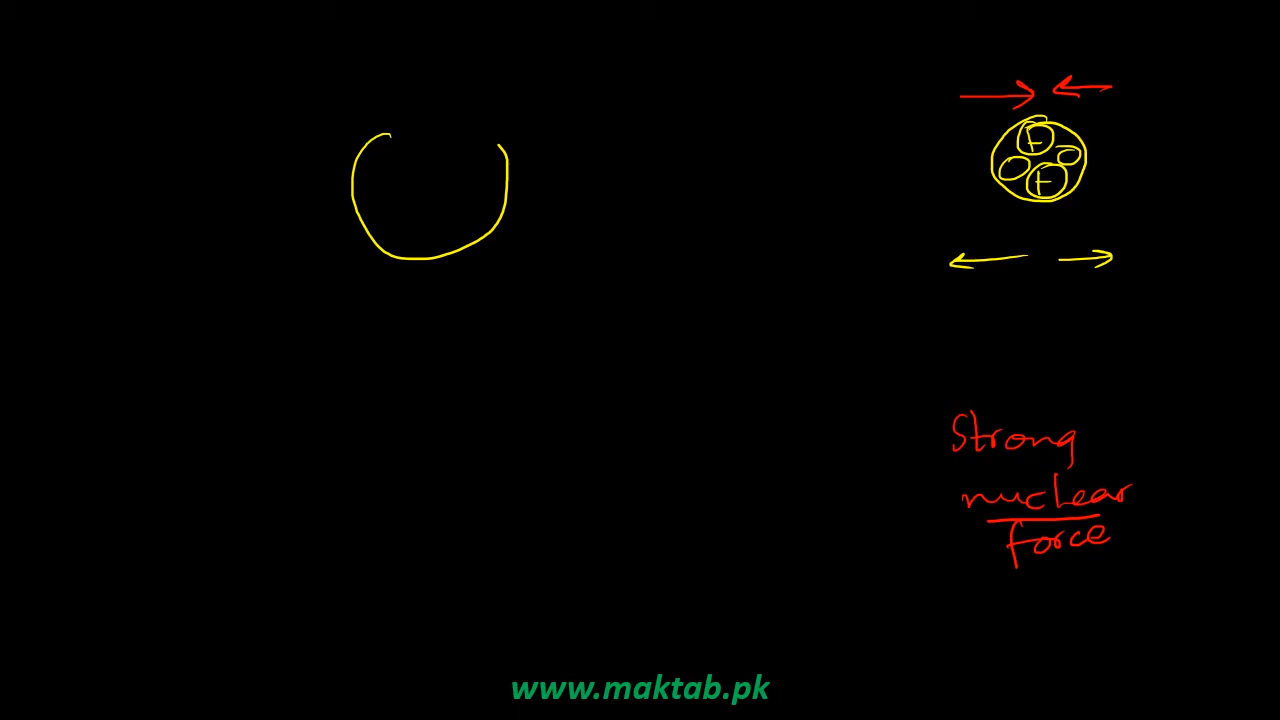 +
+
Strong
nuclear
force
www.maktab.pk